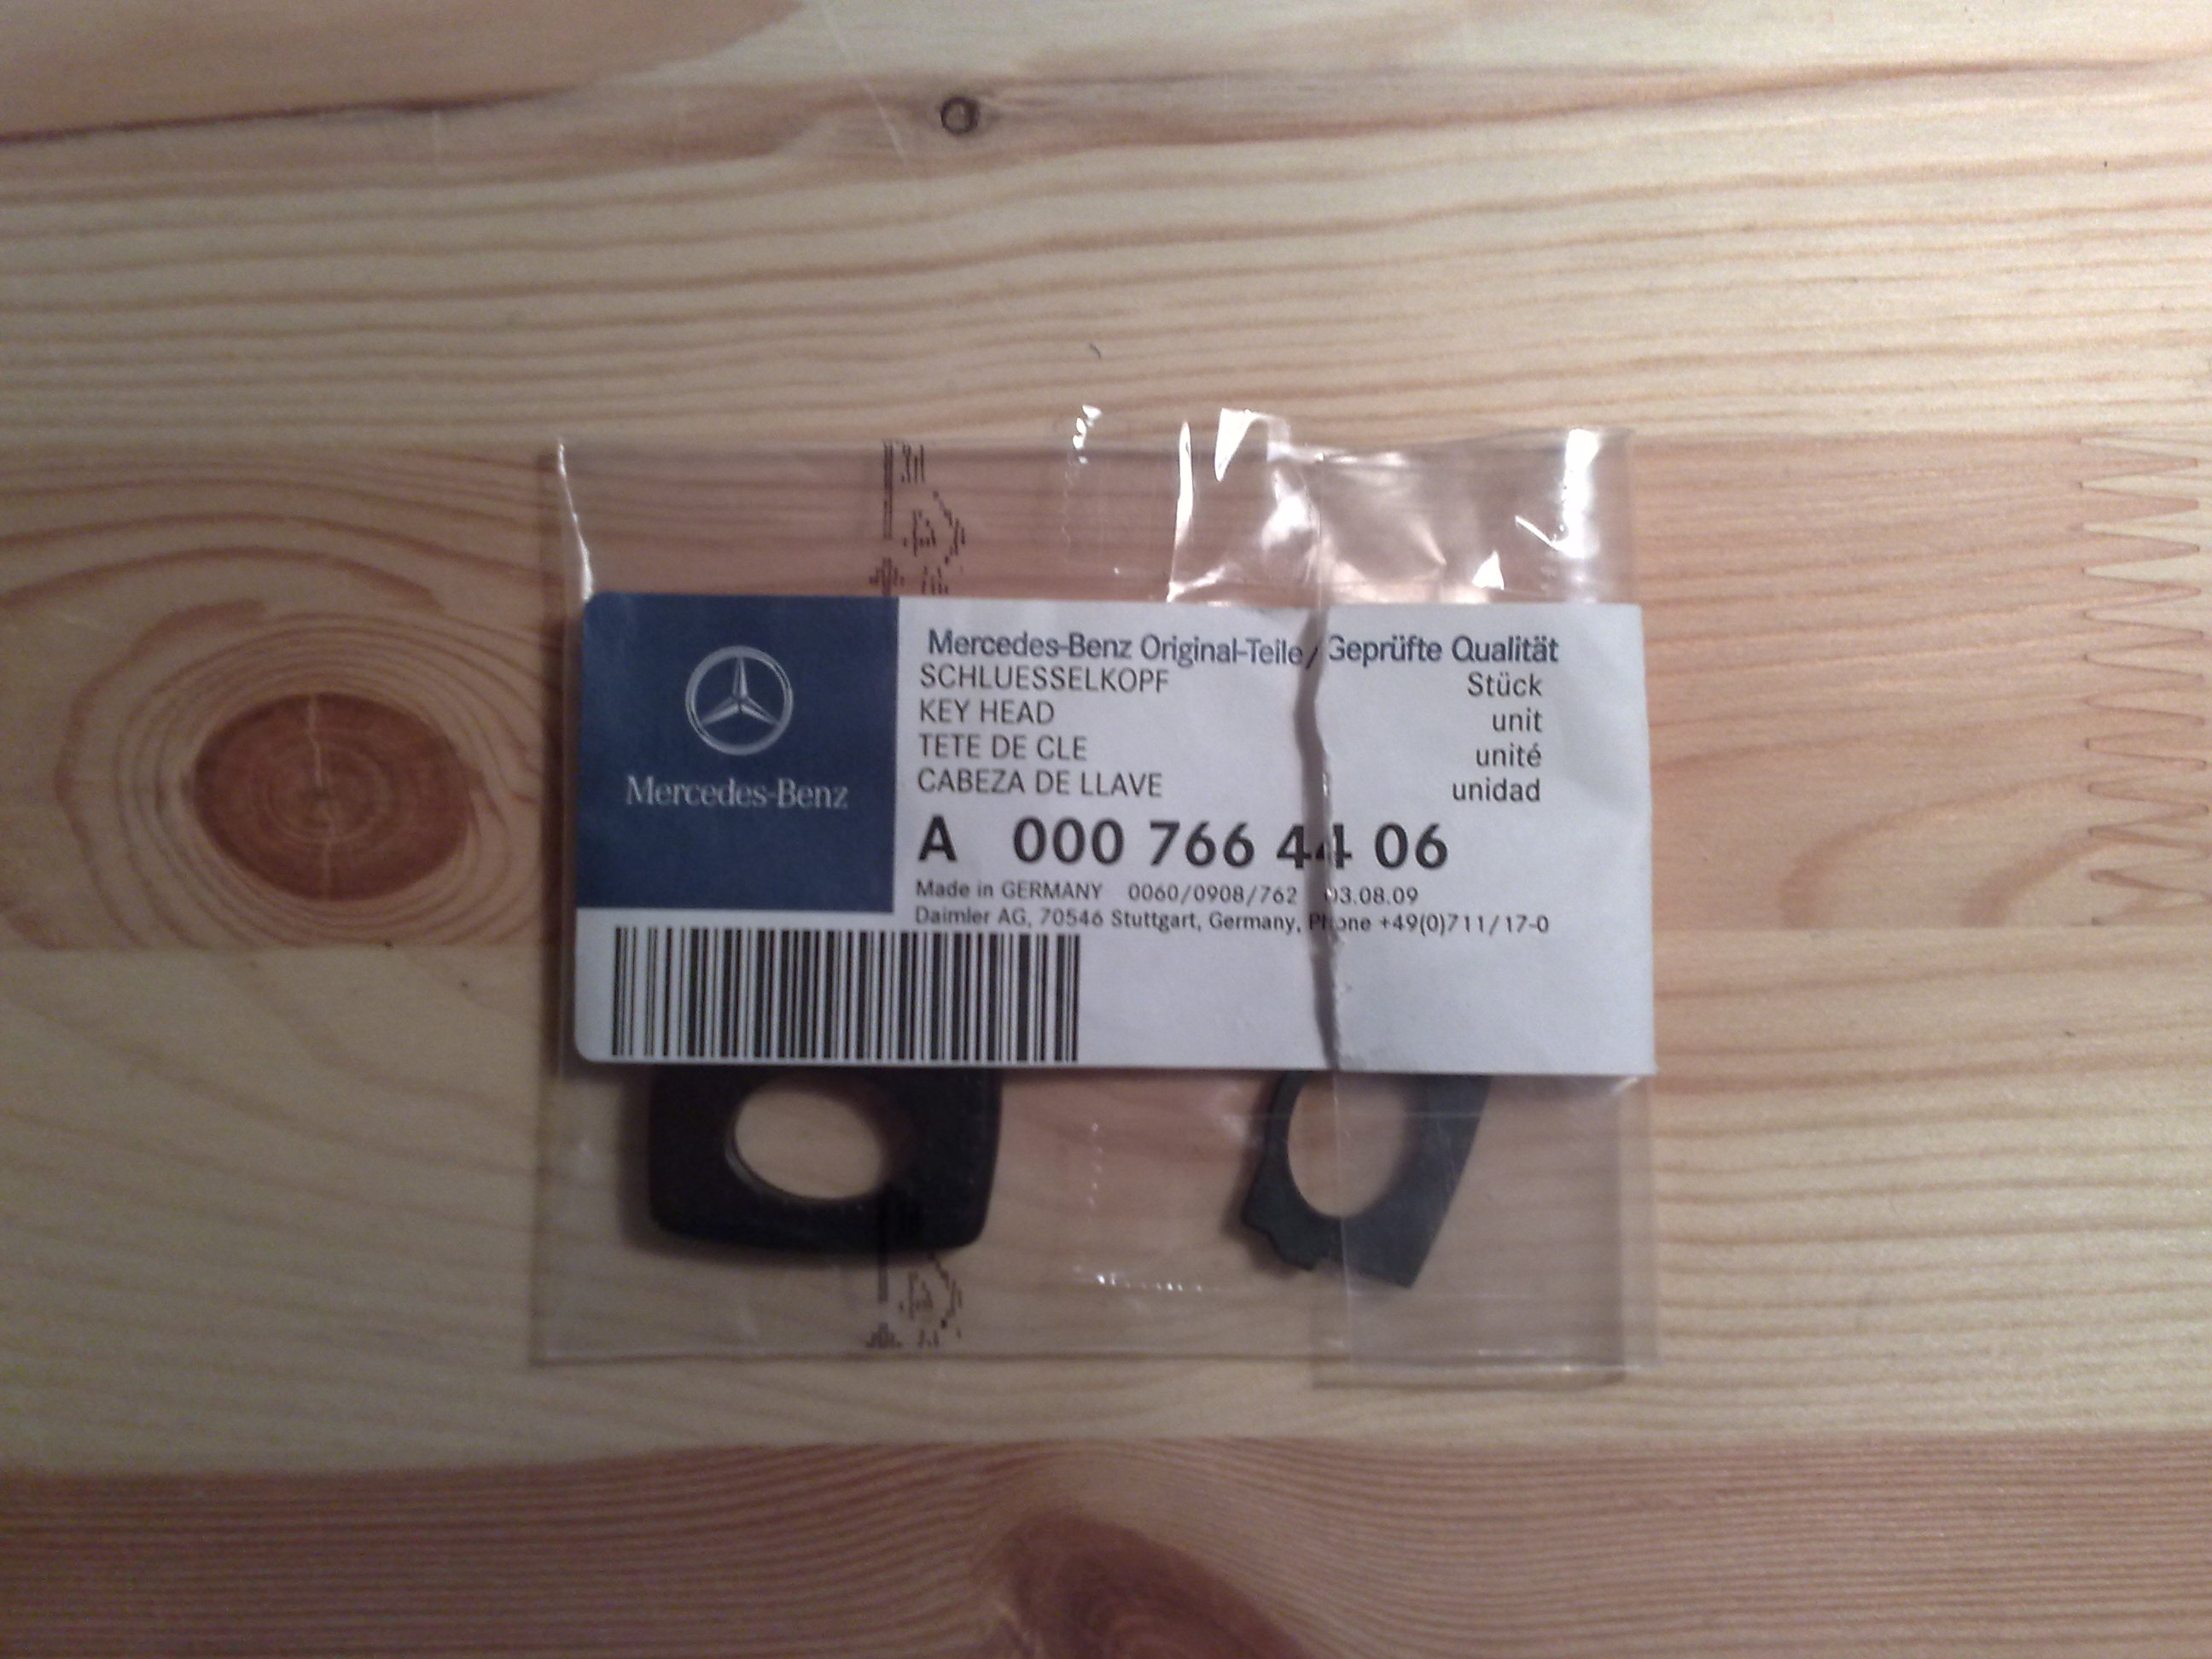 Mercedes-Benz
Mercedes-Benz Original-Teile / Geprüfte Qualität
SCHLUESSELKOPF Stück
KEY HEAD unit
TETE DE CLE unité
CABEZA DE LLAVE unidad
A 000 766 44 06
Made in GERMANY 0060/0908/762 03.08.09
Daimler AG, 70546 Stuttgart, Germany, Phone +49(0)711/17-0